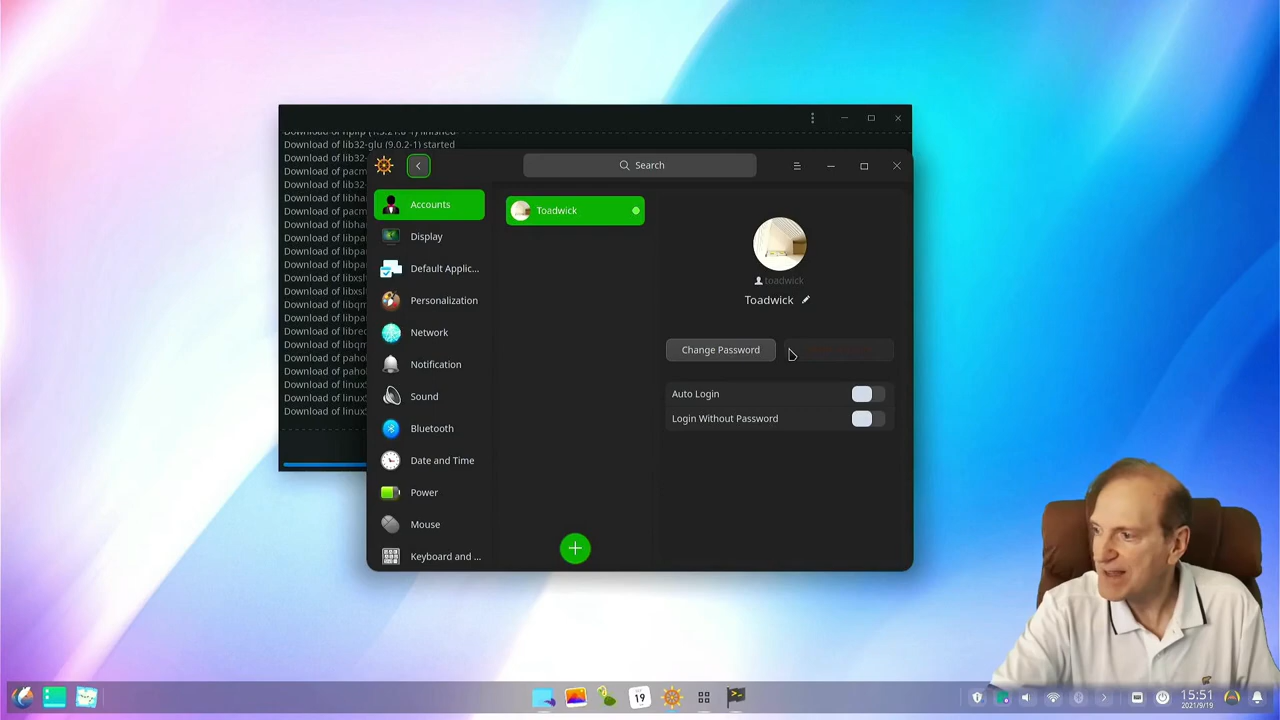 Download of lib32-glu (9.0.2-1) started
Download of lib32-
Download of pacm
Download of lib32-
Download of libha
Download of pacm
Download of libha
Download of libpa
Download of libpa
Download of libpa
Download of libxsl
Download of libxsl
Download of libqm
Download of libpa
Download of libre
Download of libqm
Download of paho
Download of paho
Download of linux
Download of linux
Search
Accounts
Display
Default Applic...
Personalization
Network
Notification
Sound
Bluetooth
Date and Time
Power
Mouse
Keyboard and ...
Toadwick
toadwick
Toadwick
Change Password
Auto Login
Login Without Password
19
15:51
2021/9/19